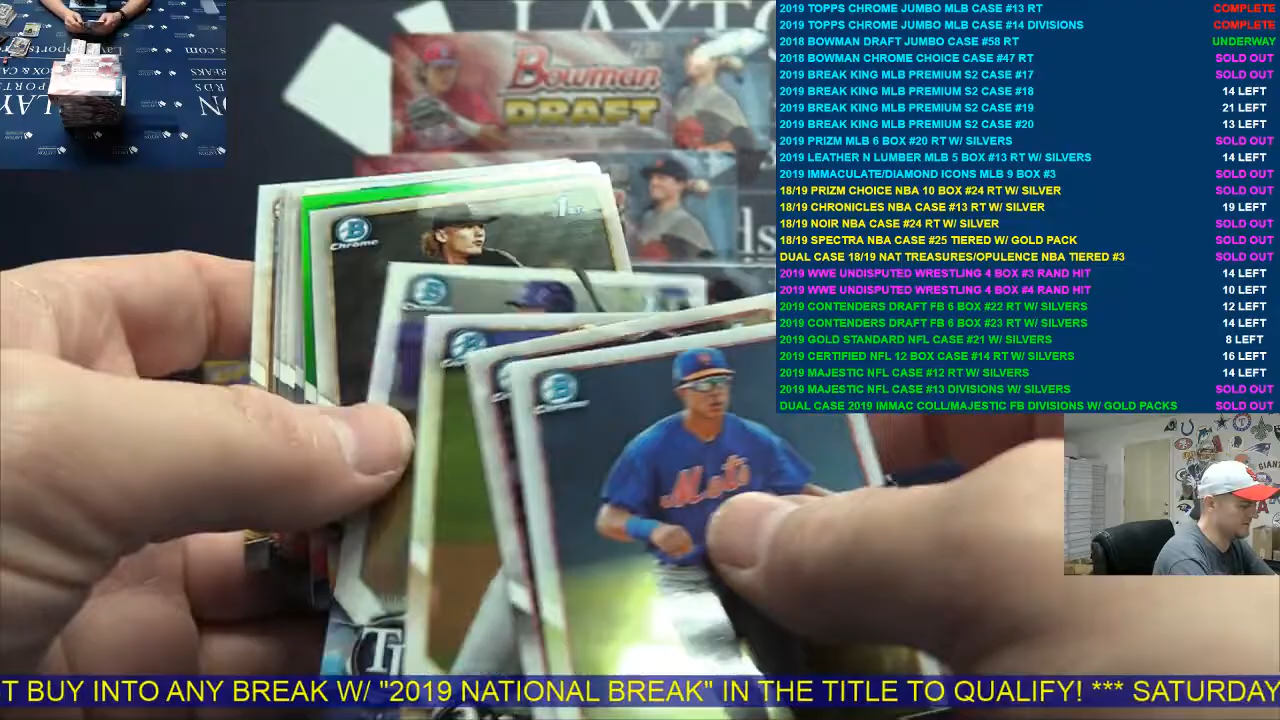 LAYTON
Bowman
DRAFT
1ST
B
Chrome
Mets
GIANTS
2019 TOPPS CHROME JUMBO MLB CASE #13 RT COMPLETE
2019 TOPPS CHROME JUMBO MLB CASE #14 DIVISIONS COMPLETE
2018 BOWMAN DRAFT JUMBO CASE #58 RT UNDERWAY
2018 BOWMAN CHROME CHOICE CASE #47 RT SOLD OUT
2019 BREAK KING MLB PREMIUM S2 CASE #17 SOLD OUT
2019 BREAK KING MLB PREMIUM S2 CASE #18 14 LEFT
2019 BREAK KING MLB PREMIUM S2 CASE #19 21 LEFT
2019 BREAK KING MLB PREMIUM S2 CASE #20 13 LEFT
2019 PRIZM MLB 6 BOX #20 RT W/ SILVERS SOLD OUT
2019 LEATHER N LUMBER MLB 5 BOX #13 RT W/ SILVERS 14 LEFT
2019 IMMACULATE/DIAMOND ICONS MLB 9 BOX #3 SOLD OUT
18/19 PRIZM CHOICE NBA 10 BOX #24 RT W/ SILVER SOLD OUT
18/19 CHRONICLES NBA CASE #13 RT W/ SILVER 19 LEFT
18/19 NOIR NBA CASE #24 RT W/ SILVER SOLD OUT
18/19 SPECTRA NBA CASE #25 TIERED W/ GOLD PACK SOLD OUT
DUAL CASE 18/19 NAT TREASURES/OPULENCE NBA TIERED #3 SOLD OUT
2019 WWE UNDISPUTED WRESTLING 4 BOX #3 RAND HIT 14 LEFT
2019 WWE UNDISPUTED WRESTLING 4 BOX #4 RAND HIT 10 LEFT
2019 CONTENDERS DRAFT FB 6 BOX #22 RT W/ SILVERS 12 LEFT
2019 CONTENDERS DRAFT FB 6 BOX #23 RT W/ SILVERS 14 LEFT
2019 GOLD STANDARD NFL CASE #21 W/ SILVERS 8 LEFT
2019 CERTIFIED NFL 12 BOX CASE #14 RT W/ SILVERS 16 LEFT
2019 MAJESTIC NFL CASE #12 RT W/ SILVERS 14 LEFT
2019 MAJESTIC NFL CASE #13 DIVISIONS W/ SILVERS SOLD OUT
DUAL CASE 2019 IMMAC COLL/MAJESTIC FB DIVISIONS W/ GOLD PACKS SOLD OUT
T BUY INTO ANY BREAK W/ "2019 NATIONAL BREAK" IN THE TITLE TO QUALIFY! *** SATURDAY